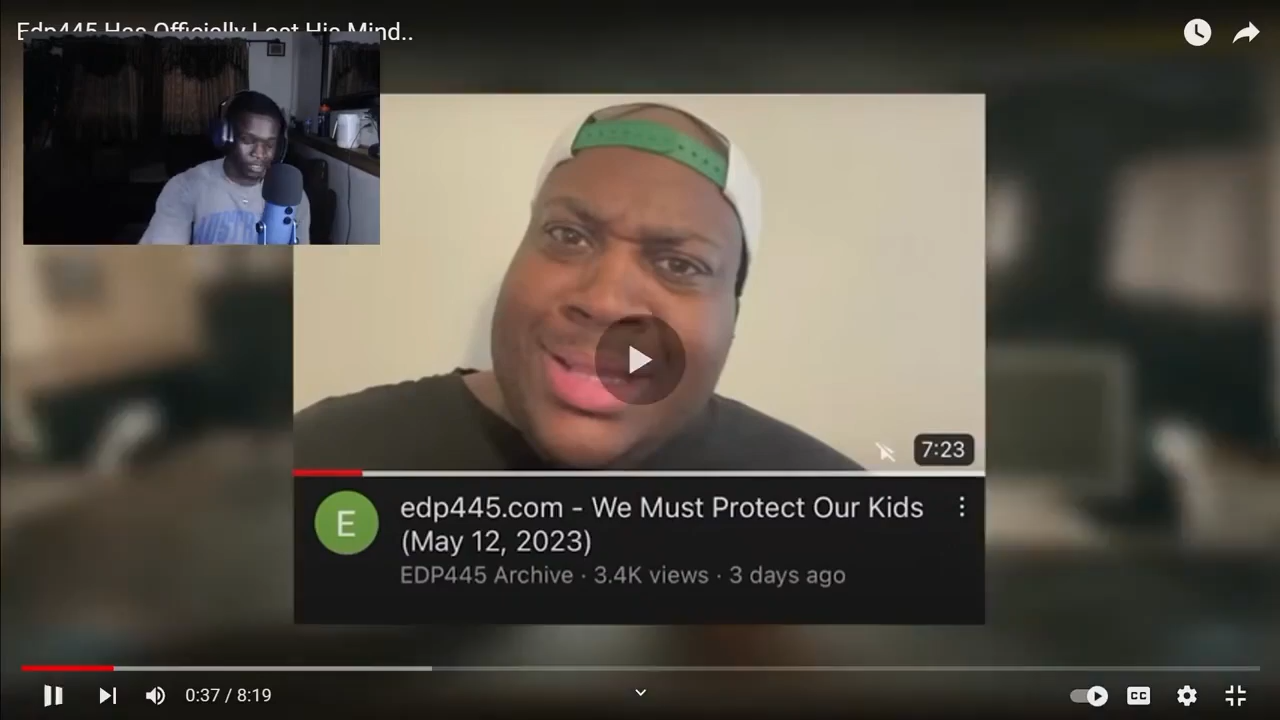 Edp445 Has Officially Lost His Mind..
7:23
E
edp445.com - We Must Protect Our Kids
(May 12, 2023)
EDP445 Archive · 3.4K views · 3 days ago
0:37 / 8:19
CC